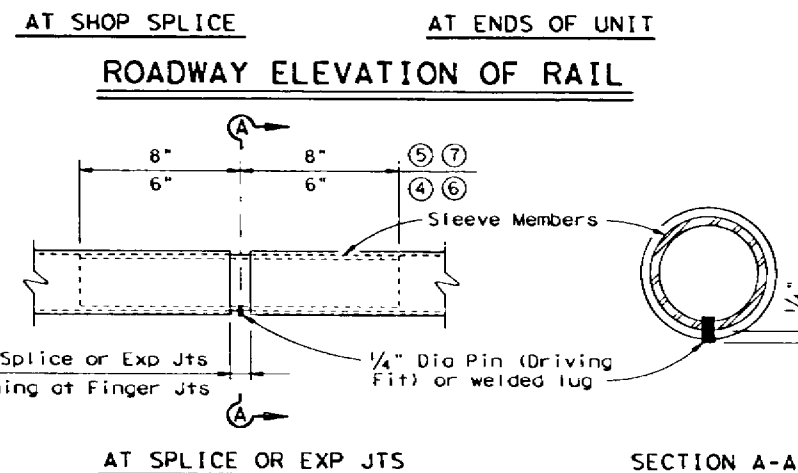 AT SHOP SPLICE
AT ENDS OF UNIT
ROADWAY ELEVATION OF RAIL
A
8" 8" 5 7
6" 6" 4 6
Sleeve Members
1/4"
Splice or Exp Jts
at Finger Jts
1/4" Dia Pin (Driving
Fit) or welded lug
A
AT SPLICE OR EXP JTS
SECTION A-A